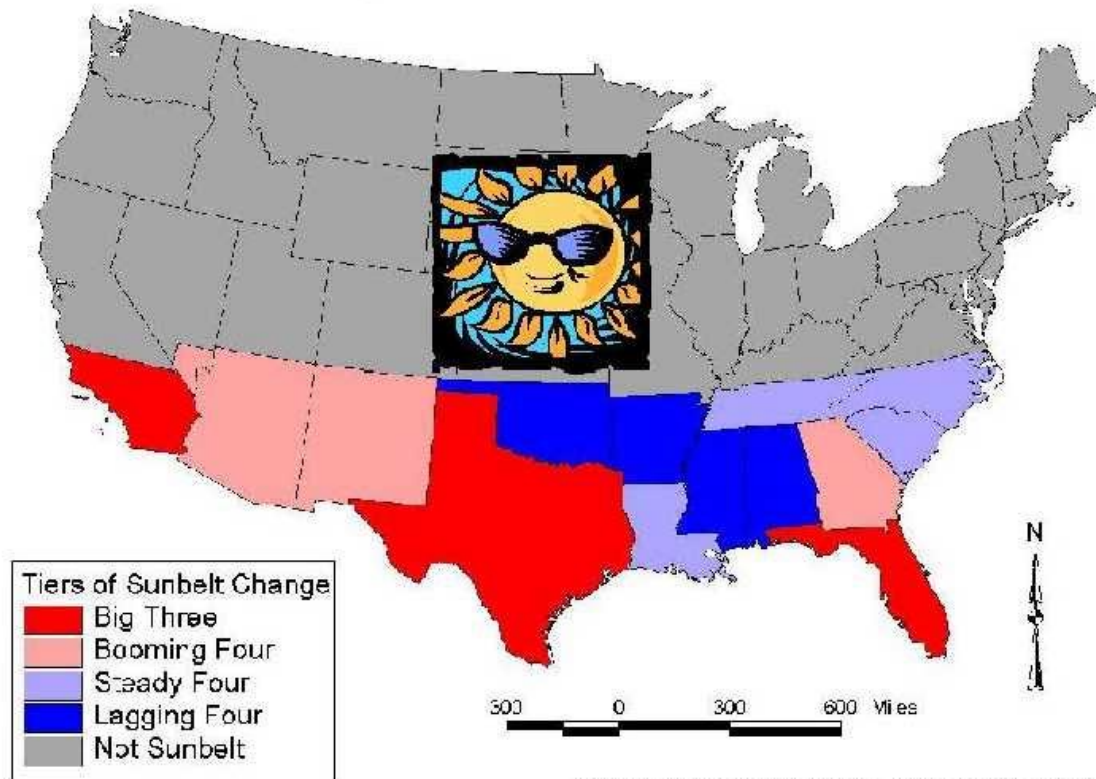 Tiers of Sunbelt Change
Big Three
Booming Four
Steady Four
Lagging Four
Not Sunbelt
N
300 0 300 600 Miles